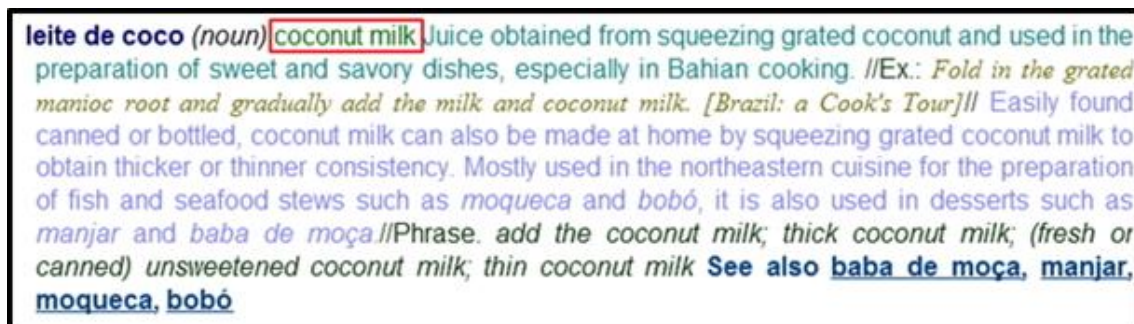 leite de coco (noun) coconut milk Juice obtained from squeezing grated coconut and used in the
preparation of sweet and savory dishes, especially in Bahian cooking. //Ex.: Fold in the grated
manioc root and gradually add the milk and coconut milk. [Brazil: a Cook's Tour]// Easily found
canned or bottled, coconut milk can also be made at home by squeezing grated coconut milk to
obtain thicker or thinner consistency. Mostly used in the northeastern cuisine for the preparation
of fish and seafood stews such as moqueca and bobó, it is also used in desserts such as
manjar and baba de moça.//Phrase. add the coconut milk; thick coconut milk; (fresh or
canned) unsweetened coconut milk; thin coconut milk See also baba de moça, manjar,
moqueca, bobó